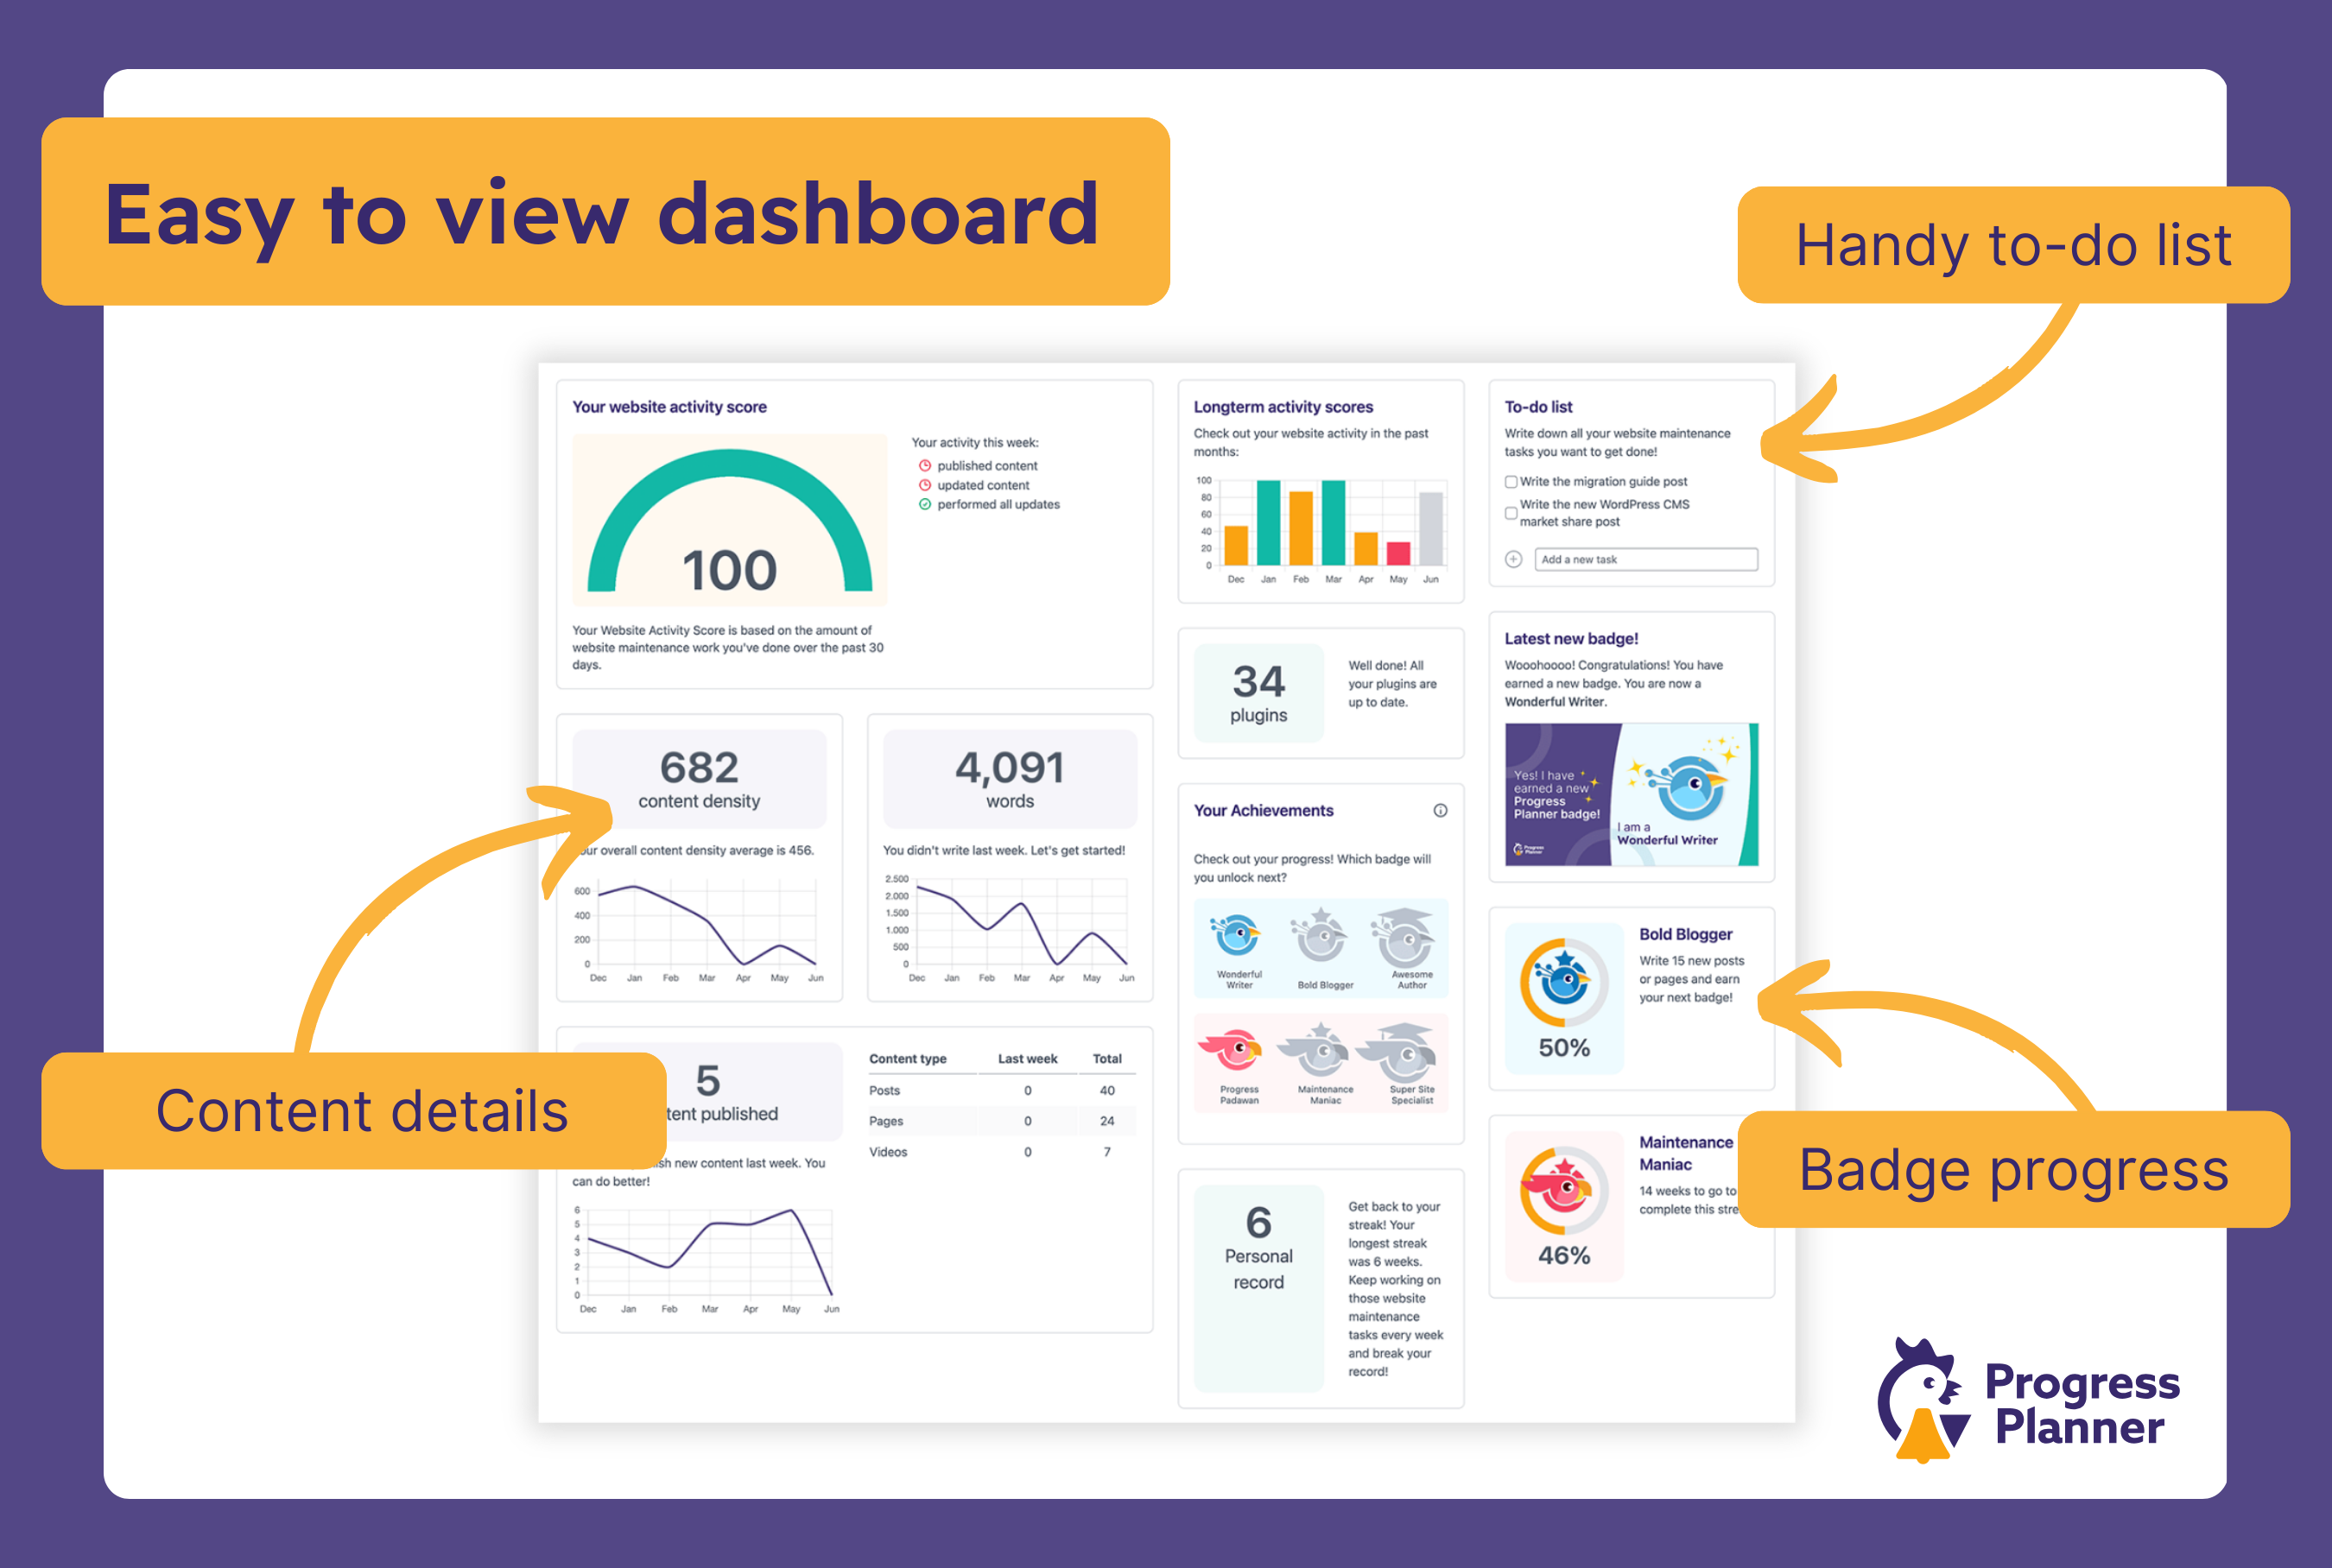 Easy to view dashboard
Handy to-do list
Your website activity score
100
Your Website Activity Score is based on the amount of
website maintenance work you've done over the past 30
days.
Your activity this week:
published content
updated content
performed all updates
Longterm activity scores
Check out your website activity in the past
months:
100
80
60
40
20
0
Dec Jan Feb Mar Apr May Jun
To-do list
Write down all your website maintenance
tasks you want to get done!
Write the migration guide post
Write the new WordPress CMS
market share post
Add a new task
34
plugins
Well done! All
your plugins are
up to date.
Latest new badge!
Wooohoooo! Congratulations! You have
earned a new badge. You are now a
Wonderful Writer.
Yes! I have
earned a new
Progress
Planner badge!
Progress
Planner
I am a
Wonderful Writer
682
content density
our overall content density average is 456.
600
400
200
0
Dec Jan Feb Mar Apr May Jun
4,091
words
You didn't write last week. Let's get started!
2.500
2.000
1.500
1.000
500
0
Dec Jan Feb Mar Apr May Jun
Your Achievements
Check out your progress! Which badge will
you unlock next?
Wonderful
Writer
Bold Blogger
Awesome
Author
Progress
Padawan
Maintenance
Maniac
Super Site
Specialist
Bold Blogger
Write 15 new posts
or pages and earn
your next badge!
50%
Content details
5
tent published
ish new content last week. You
can do better!
6
5
4
3
2
1
0
Dec Jan Feb Mar Apr May Jun
Content type Last week Total
Posts 0 40
Pages 0 24
Videos 0 7
6
Personal
record
Get back to your
streak! Your
longest streak
was 6 weeks.
Keep working on
those website
maintenance
tasks every week
and break your
record!
Maintenance
Maniac
14 weeks to go to
complete this stre
46%
Badge progress
Progress
Planner